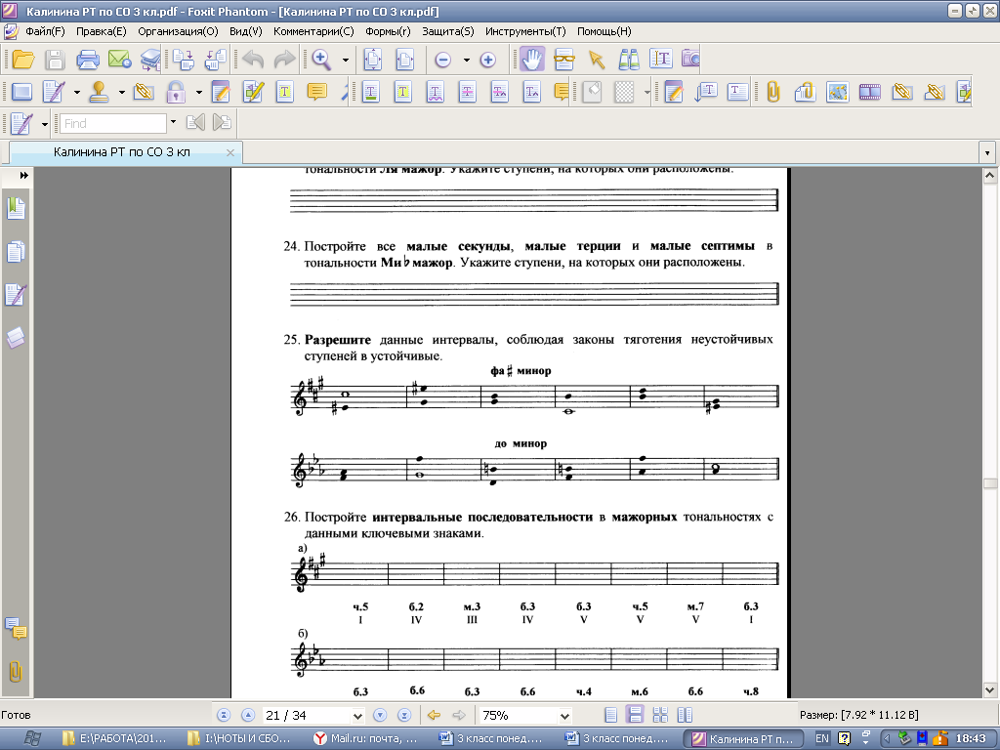 Калинина РТ по СО 3 кл.pdf - Foxit Phantom - [Калинина РТ по СО 3 кл.pdf]
Файл(F) Правка(E) Организация(O) Вид(V) Комментарии(C) Формы(r) Защита(S) Инструменты(T) Помощь(H)
Find
Калинина РТ по СО 3 кл
тональности Ля мажор. Укажите ступени, на которых они расположены.
24. Постройте все малые секунды, малые терции и малые септимы в
тональности Ми♭мажор. Укажите ступени, на которых они расположены.
25. Разрешите данные интервалы, соблюдая законы тяготения неустойчивых
ступеней в устойчивые.
фа♯ минор
до минор
26. Постройте интервальные последовательности в мажорных тональностях с
данными ключевыми знаками.
а)
ч.5 б.2 м.3 б.3 б.3 ч.5 м.7 б.3
I IV III IV V V V I
б)
б.3 б.6 б.3 б.6 ч.4 м.6 б.6 ч.8
Готов 21 / 34 75% Размер: [7.92 * 11.12 В]
E:\РАБОТА\201... I:\НОТЫ И СБО... Mail.ru: почта, ... 3 класс понед.... 3 класс понед.... Калинина РТ п... EN 18:43